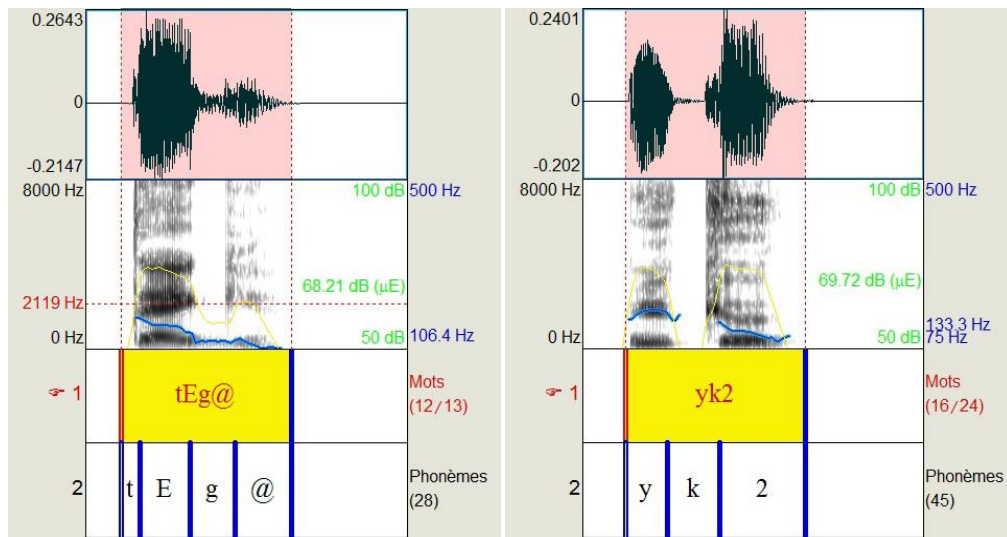 0.2643
0
-0.2147
8000 Hz
100 dB
500 Hz
2119 Hz
68.21 dB (µE)
0 Hz
50 dB
106.4 Hz
☞ 1
tEg@
Mots
(12/13)
2
t
E
g
@
Phonèmes
(28)
0.2401
0
-0.202
8000 Hz
100 dB
500 Hz
69.72 dB (µE)
0 Hz
50 dB
133.3 Hz
75 Hz
☞ 1
yk2
Mots
(16/24)
2
y
k
2
Phonèmes
(45)